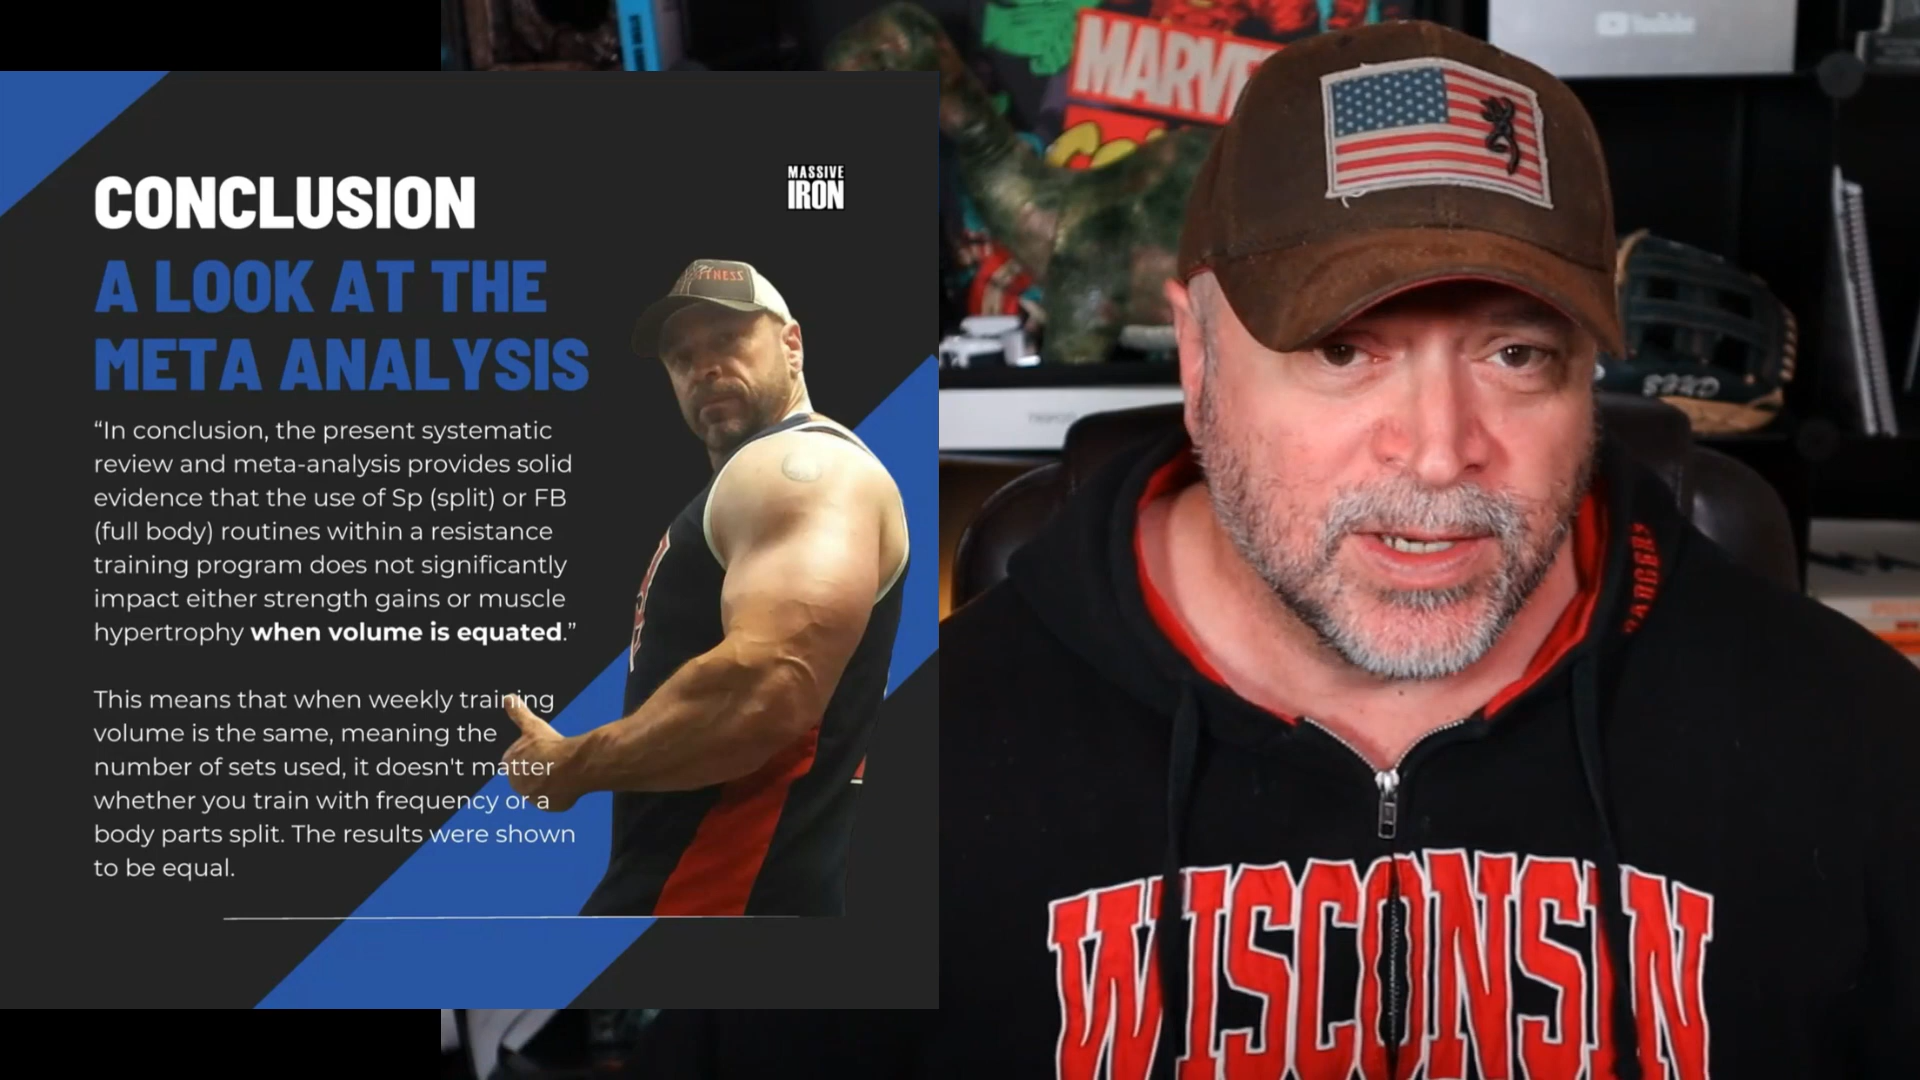 CONCLUSION
MASSIVE
IRON
A LOOK AT THE
META ANALYSIS
“In conclusion, the present systematic
review and meta-analysis provides solid
evidence that the use of Sp (split) or FB
(full body) routines within a resistance
training program does not significantly
impact either strength gains or muscle
hypertrophy when volume is equated.”
This means that when weekly training
volume is the same, meaning the
number of sets used, it doesn't matter
whether you train with frequency or a
body parts split. The results were shown
to be equal.
MARVE
YouTube
WISCONSIN